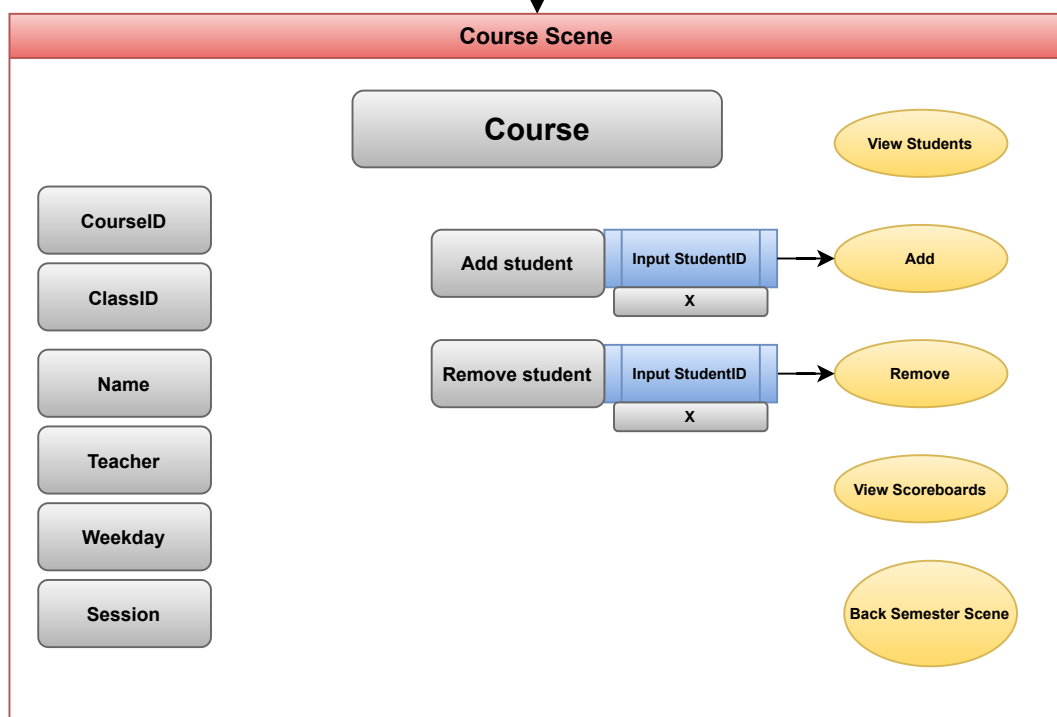 Course Scene
Course
View Students
CourseID
Add student
Input StudentID
Add
X
ClassID
Remove student
Input StudentID
Remove
X
Name
Teacher
View Scoreboards
Weekday
Session
Back Semester Scene